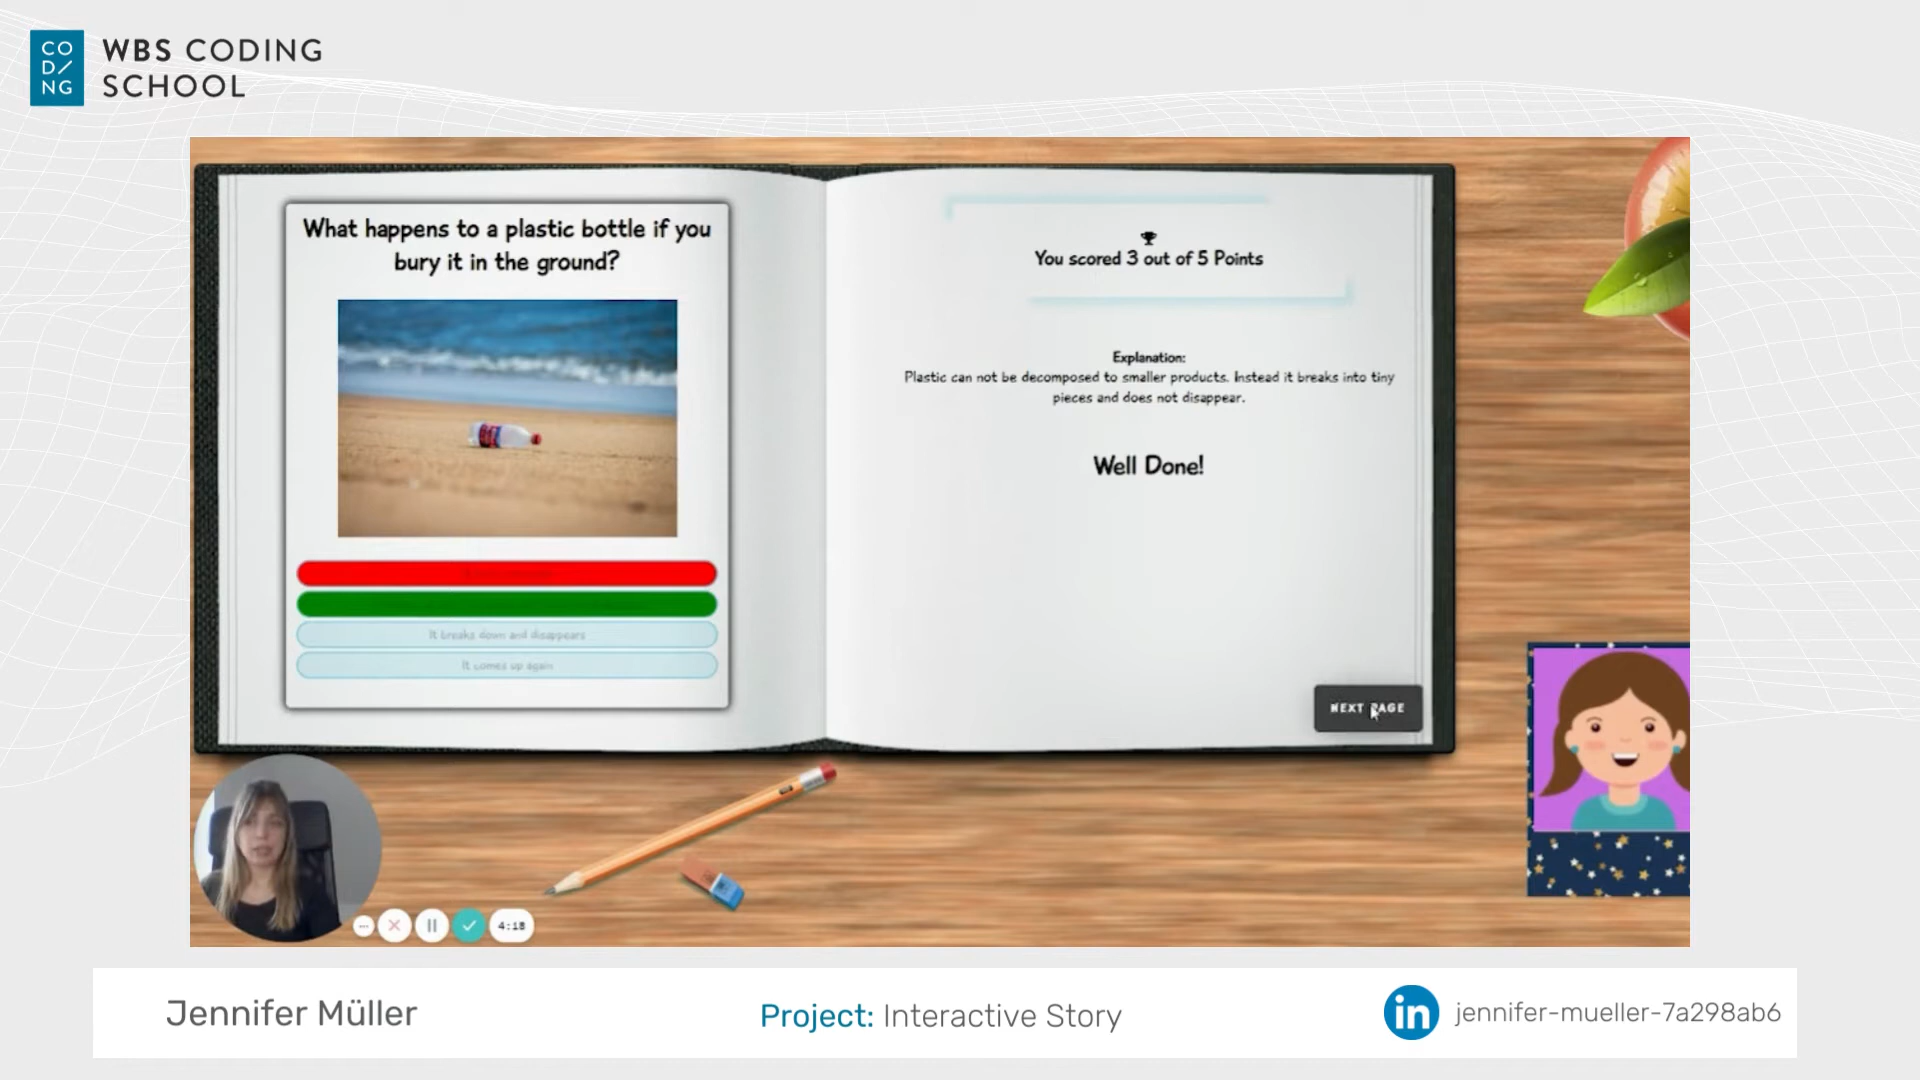 CO
D/
NG
WBS CODING
SCHOOL
What happens to a plastic bottle if you
bury it in the ground?
It breaks down and disappears
It comes up again
You scored 3 out of 5 Points
Explanation:
Plastic can not be decomposed to smaller products. Instead it breaks into tiny
pieces and does not disappear.
Well Done!
NEXT PAGE
4:18
Jennifer Müller
Project: Interactive Story
in
jennifer-mueller-7a298ab6